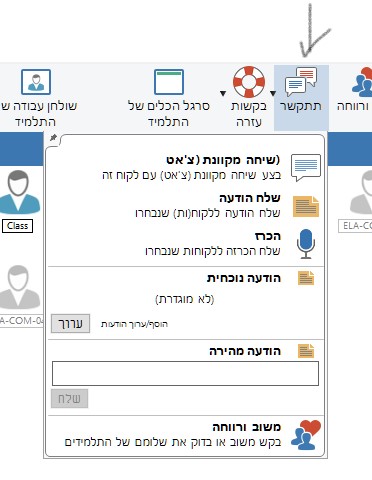 ורווחה
תתקשר
בקשות
עזרה
סרגל הכלים של
התלמיד
שולחן עבודה ש
התלמיד
(שיחה מקוונת (צ'אט
בצע שיחה מקוונת (צ'אט) עם לקוח זה
שלח הודעה
שלח הודעה ללקוח(ות) שנבחרו
הכרז
שלח הכרזה ללקוחות שנבחרו
הודעה נוכחית
(לא מוגדרת)
הוסף/ערוך הודעות
ערוך
הודעה מהירה
שלח
משוב ורווחה
בקש משוב או בדוק את שלומם של התלמידים
Class
ELA-CO
A-COM-04